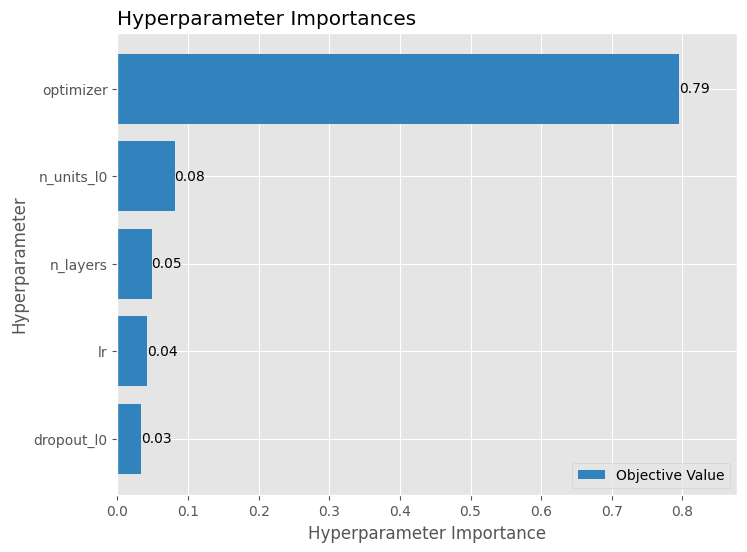 Hyperparameter Importances
Hyperparameter
optimizer
0.79
n_units_l0
0.08
n_layers
0.05
lr
0.04
dropout_l0
0.03
Objective Value
0.0 0.1 0.2 0.3 0.4 0.5 0.6 0.7 0.8
Hyperparameter Importance